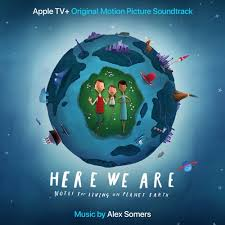 Apple TV+ Original Motion Picture Soundtrack
HERE WE ARE
NOTES FOR LIVING ON PLANET EARTH
Music by Alex Somers